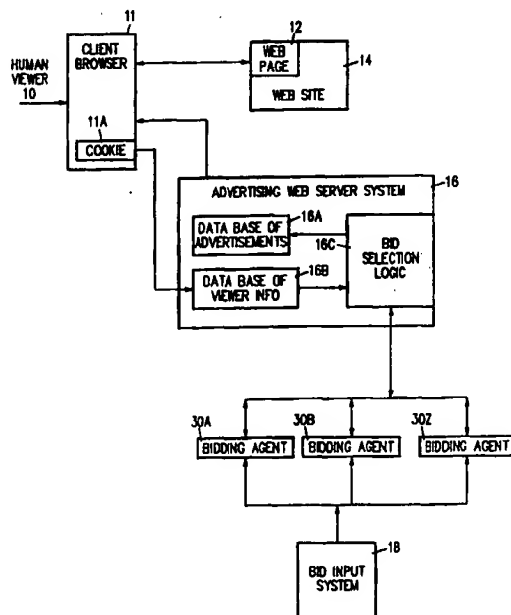 11
CLIENT
BROWSER
12
WEB
PAGE
14
WEB SITE
HUMAN
VIEWER
10
11A
COOKIE
ADVERTISING WEB SERVER SYSTEM
16
16A
DATA BASE OF
ADVERTISEMENTS
16C
BID
SELECTION
LOGIC
16B
DATA BASE OF
VIEWER INFO
30A
BIDDING AGENT
30B
BIDDING AGENT
30Z
BIDDING AGENT
18
BID INPUT
SYSTEM